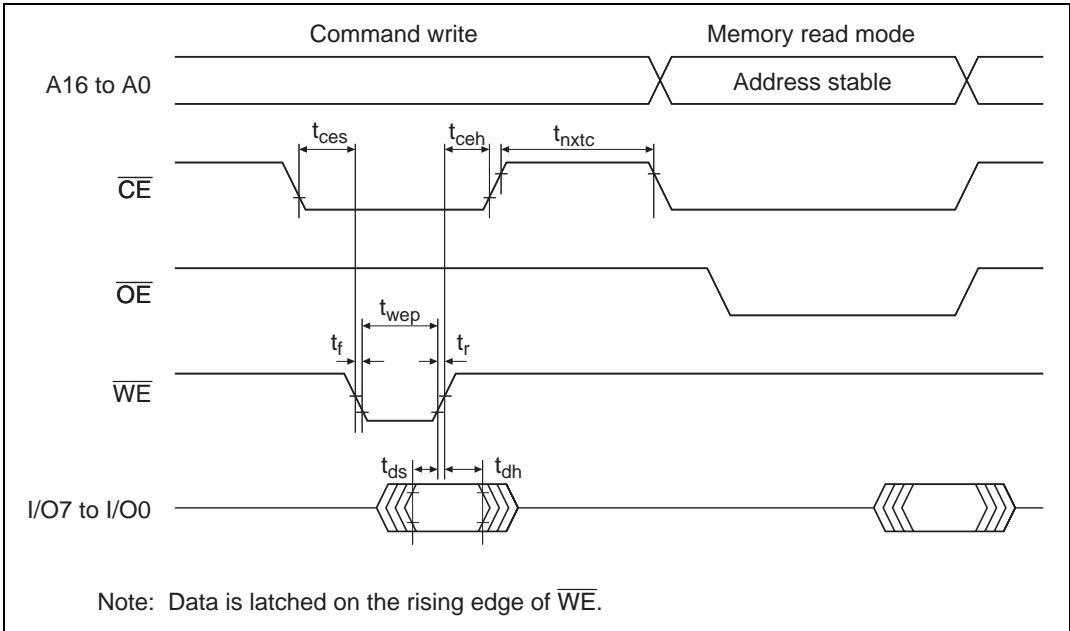 Command write Memory read mode
A16 to A0 Address stable
tces tceh tnxtc
CE
OE
twep
tf tr
WE
tds tdh
I/O7 to I/O0
Note: Data is latched on the rising edge of WE.